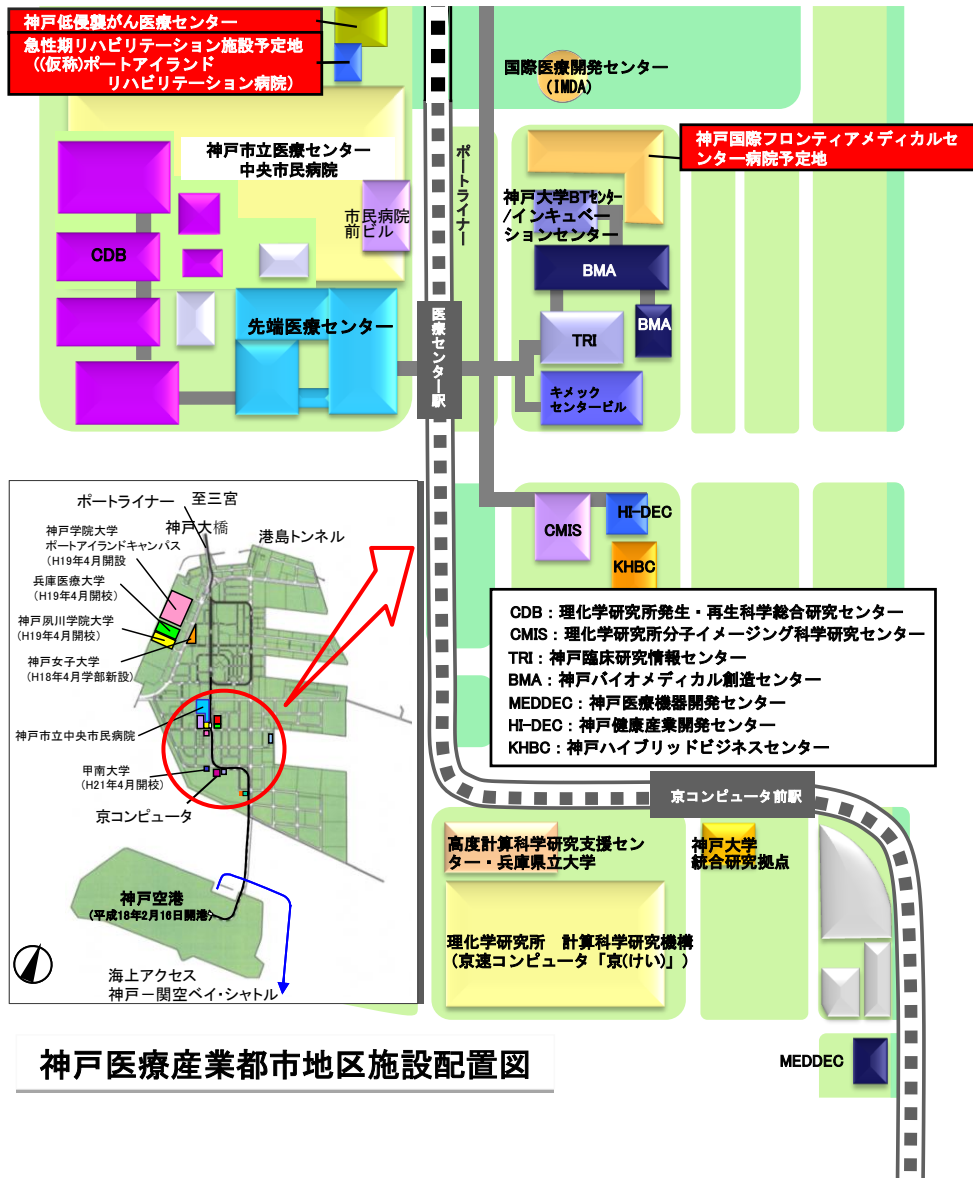 神戸低侵襲がん医療センター
急性期リハビリテーション施設予定地
((仮称)ポートアイランド
リハビリテーション病院)
国際医療開発センター
(IMDA)
神戸国際フロンティアメディカルセ
ンター病院予定地
神戸市立医療センター
中央市民病院
市民病院
前ビル
ポートライナー
神戸大学BTセンター
/インキュベー
ションセンター
CDB
BMA
BMA
TRI
先端医療センター
医療センター駅
キメック
センタービル
CMIS
HI-DEC
KHBC
CDB：理化学研究所発生・再生科学総合研究センター
CMIS：理化学研究所分子イメージング科学研究センター
TRI：神戸臨床研究情報センター
BMA：神戸バイオメディカル創造センター
MEDDEC：神戸医療機器開発センター
HI-DEC：神戸健康産業開発センター
KHBC：神戸ハイブリッドビジネスセンター
ポートライナー
至三宮
神戸大橋
港島トンネル
神戸学院大学
ポートアイランドキャンパス
(H19年4月開設
兵庫医療大学
(H19年4月開校)
神戸夙川学院大学
(H19年4月開校)
神戸女子大学
(H18年4月学部新設)
神戸市立中央市民病院
甲南大学
(H21年4月開校)
京コンピュータ
神戸空港
(平成18年2月16日開港)
海上アクセス
神戸－関空ベイ・シャトル
京コンピュータ前駅
高度計算科学研究支援セン
ター・兵庫県立大学
神戸大学
統合研究拠点
理化学研究所　計算科学研究機構
(京速コンピュータ「京(けい)」)
MEDDEC
神戸医療産業都市地区施設配置図